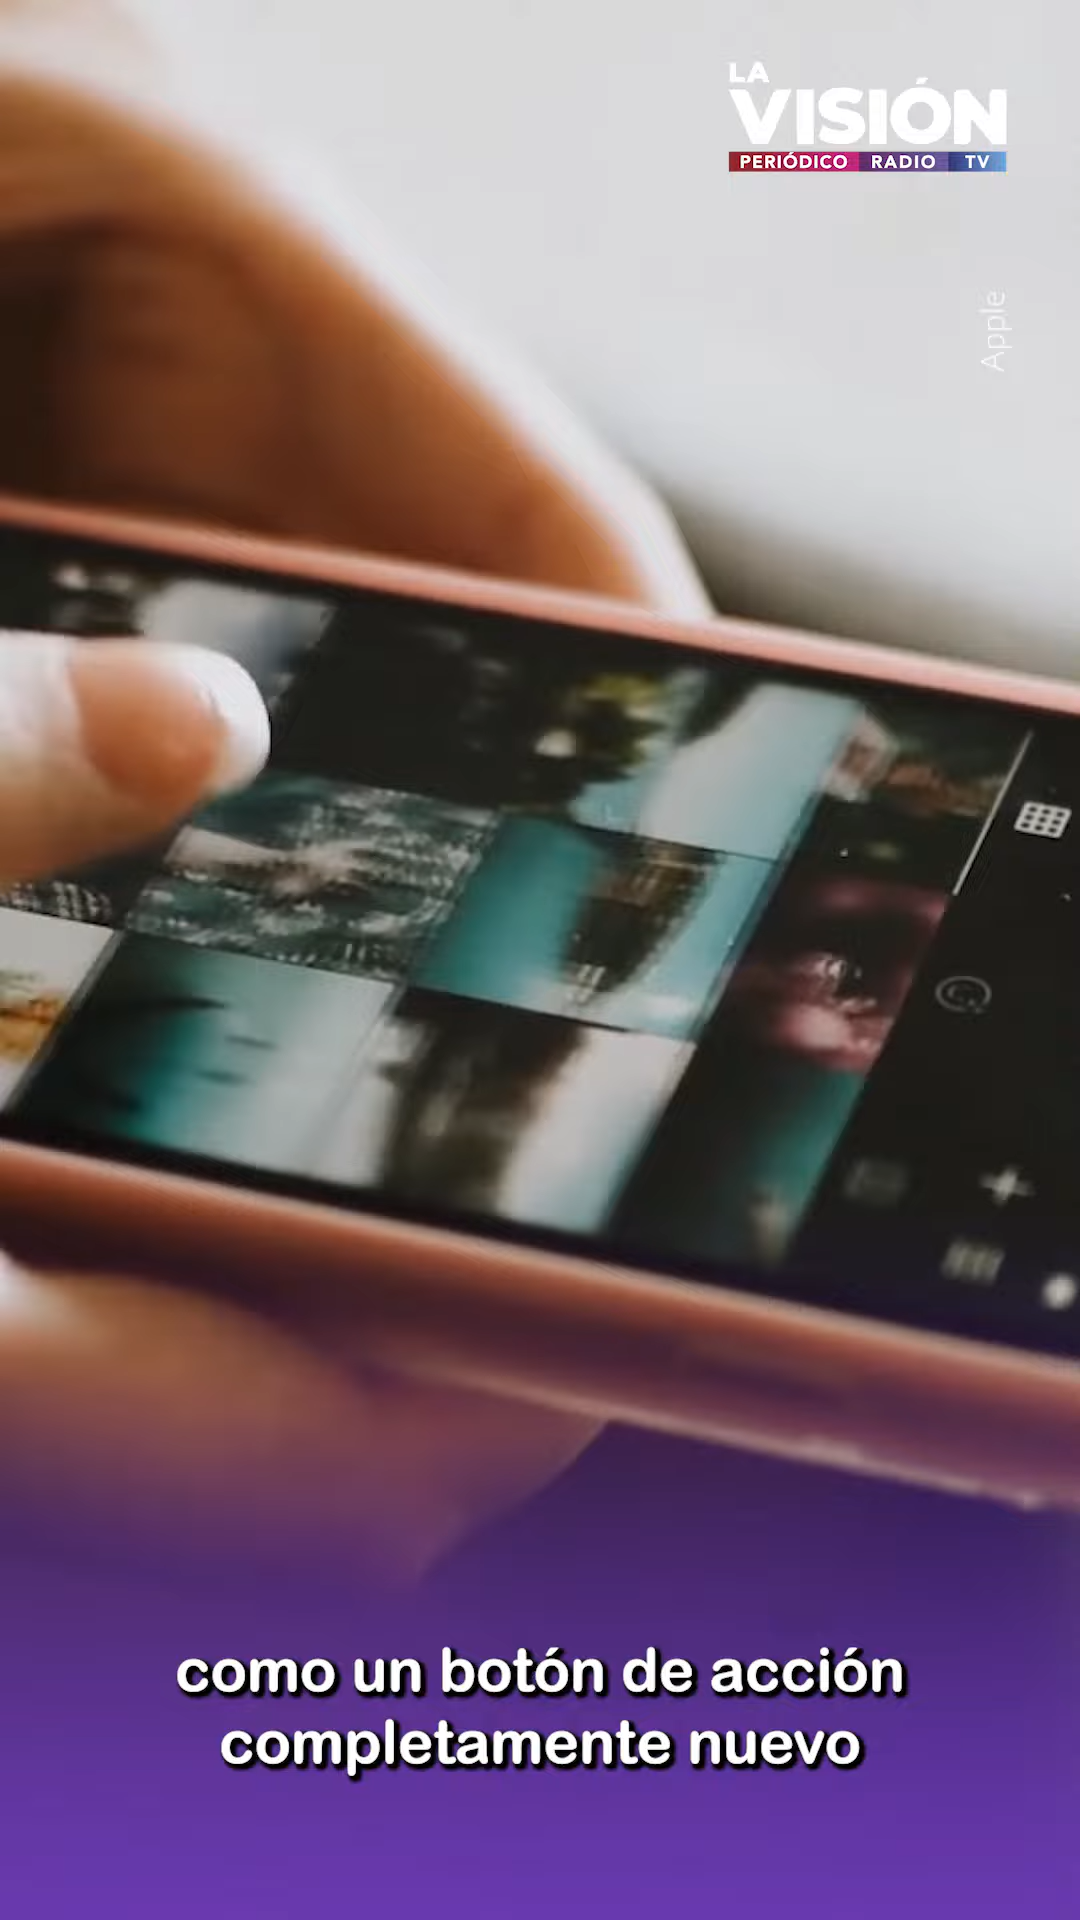 LA
VISIÓN
PERIÓDICO RADIO TV
Apple
como un botón de acción
completamente nuevo